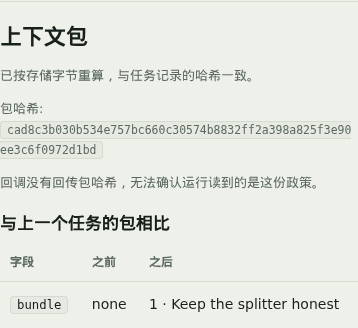 上下文包
已按存储字节重算，与任务记录的哈希一致。
包哈希:
cad8c3b030b534e757bc660c30574b8832ff2a398a825f3e90
ee3c6f0972d1bd
回调没有回传包哈希，无法确认运行读到的是这份政策。
与上一个任务的包相比
字段 之前 之后
bundle none 1 · Keep the splitter honest